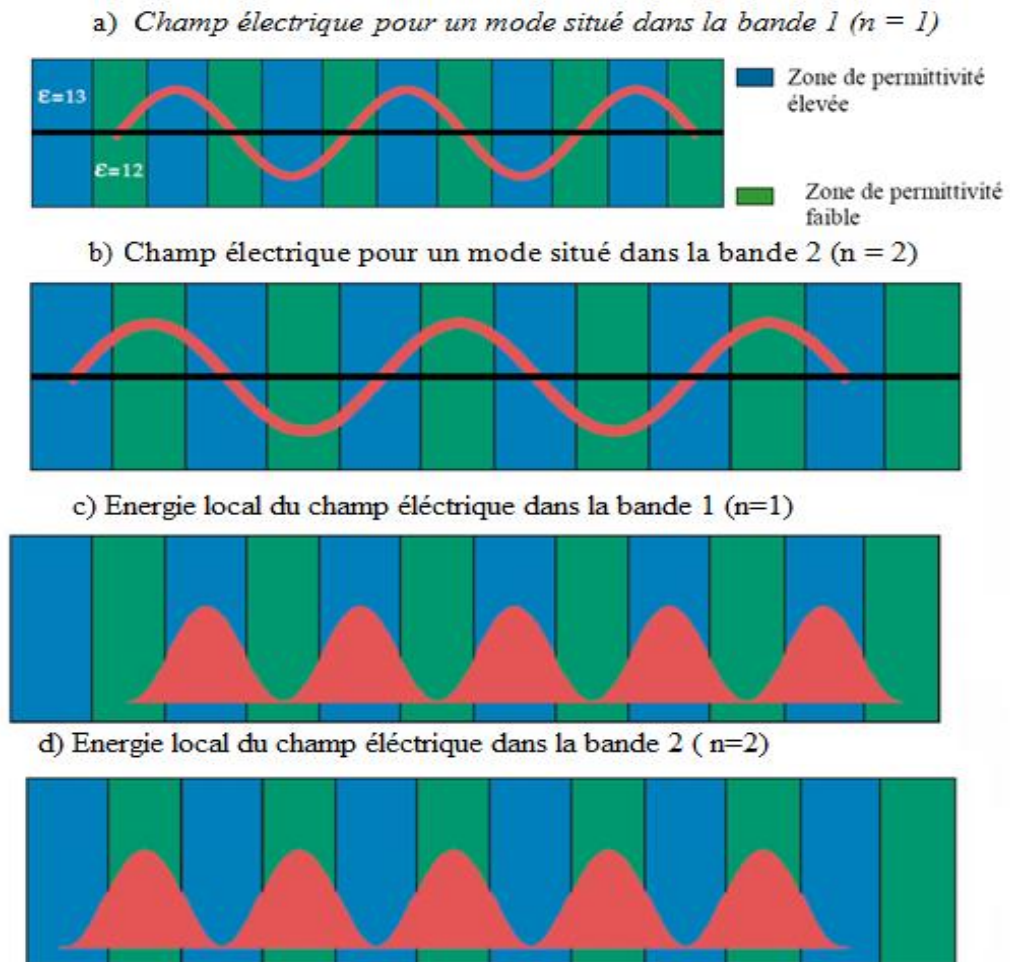 a) Champ électrique pour un mode situé dans la bande 1 (n = 1)
ε=13
ε=12
Zone de permittivité
élevée
Zone de permittivité
faible
b) Champ électrique pour un mode situé dans la bande 2 (n = 2)
c) Energie local du champ éléctrique dans la bande 1 (n=1)
d) Energie local du champ éléctrique dans la bande 2 ( n=2)